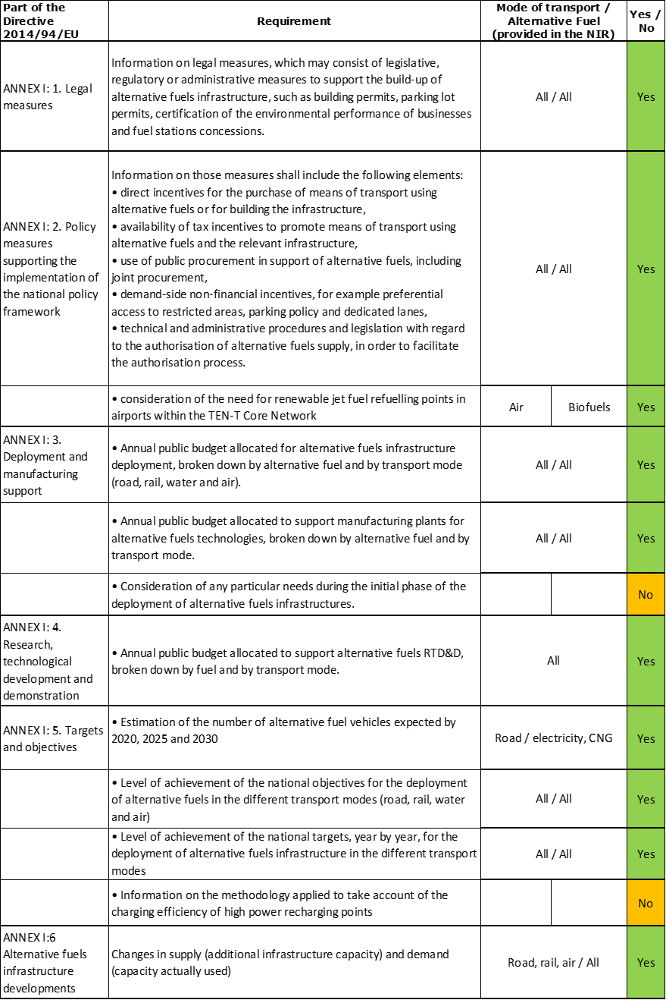 Part of the
Directive
2014/94/EU
Requirement
Mode of transport /
Alternative Fuel
(provided in the NIR)
Yes /
No
ANNEX I: 1. Legal
measures
Information on legal measures, which may consist of legislative,
regulatory or administrative measures to support the build-up of
alternative fuels infrastructure, such as building permits, parking lot
permits, certification of the environmental performance of businesses
and fuel stations concessions.
All / All
Yes
ANNEX I: 2. Policy
measures
supporting the
implementation of
the national policy
framework
Information on those measures shall include the following elements:
• direct incentives for the purchase of means of transport using
alternative fuels or for building the infrastructure,
• availability of tax incentives to promote means of transport using
alternative fuels and the relevant infrastructure,
• use of public procurement in support of alternative fuels, including
joint procurement,
• demand-side non-financial incentives, for example preferential
access to restricted areas, parking policy and dedicated lanes,
• technical and administrative procedures and legislation with regard
to the authorisation of alternative fuels supply, in order to facilitate
the authorisation process.
All / All
Yes
• consideration of the need for renewable jet fuel refuelling points in
airports within the TEN-T Core Network
Air
Biofuels
Yes
ANNEX I: 3.
Deployment and
manufacturing
support
• Annual public budget allocated for alternative fuels infrastructure
deployment, broken down by alternative fuel and by transport mode
(road, rail, water and air).
All / All
Yes
• Annual public budget allocated to support manufacturing plants for
alternative fuels technologies, broken down by alternative fuel and by
transport mode.
All / All
Yes
• Consideration of any particular needs during the initial phase of the
deployment of alternative fuels infrastructures.
No
ANNEX I: 4.
Research,
technological
development and
demonstration
• Annual public budget allocated to support alternative fuels RTD&D,
broken down by fuel and by transport mode.
All
Yes
ANNEX I: 5. Targets
and objectives
• Estimation of the number of alternative fuel vehicles expected by
2020, 2025 and 2030
Road / electricity, CNG
Yes
• Level of achievement of the national objectives for the deployment
of alternative fuels in the different transport modes (road, rail, water
and air)
All / All
Yes
• Level of achievement of the national targets, year by year, for the
deployment of alternative fuels infrastructure in the different transport
modes
All / All
Yes
• Information on the methodology applied to take account of the
charging efficiency of high power recharging points
No
ANNEX I:6
Alternative fuels
infrastructure
developments
Changes in supply (additional infrastructure capacity) and demand
(capacity actually used)
Road, rail, air / All
Yes